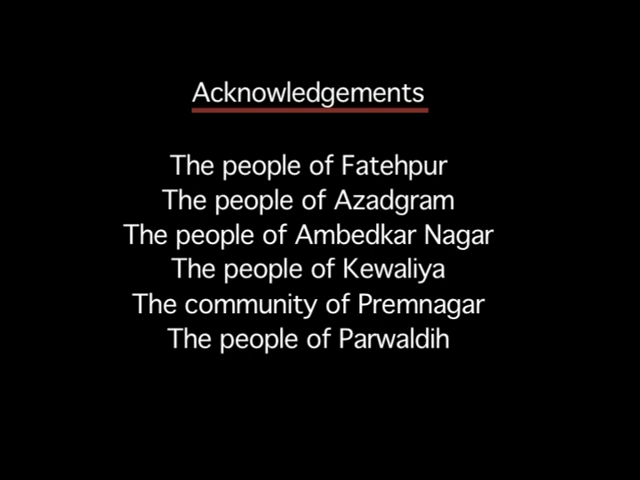 Acknowledgements
The people of Fatehpur
The people of Azadgram
The people of Ambedkar Nagar
The people of Kewaliya
The community of Premnagar
The people of Parwaldih